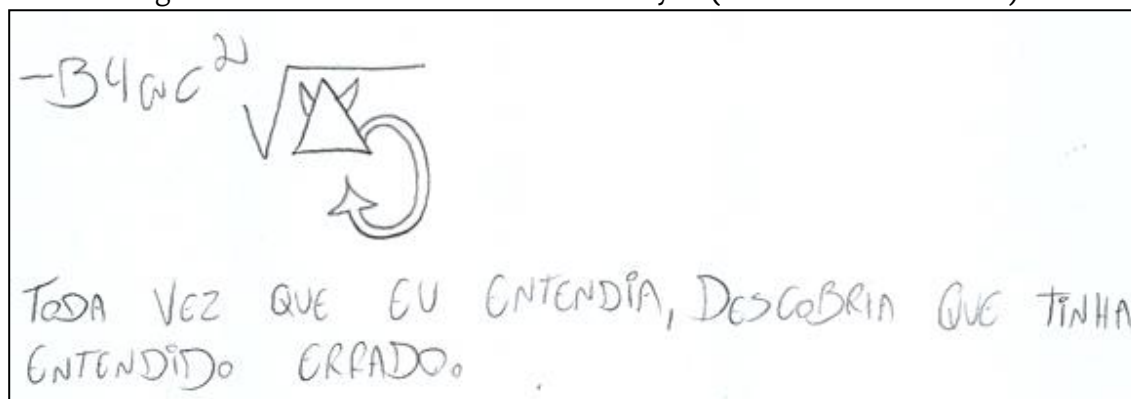 −B4ac² √Δ
TODA VEZ QUE EU ENTENDIA, DESCOBRIA QUE TINHA
ENTENDIDO ERRADO.